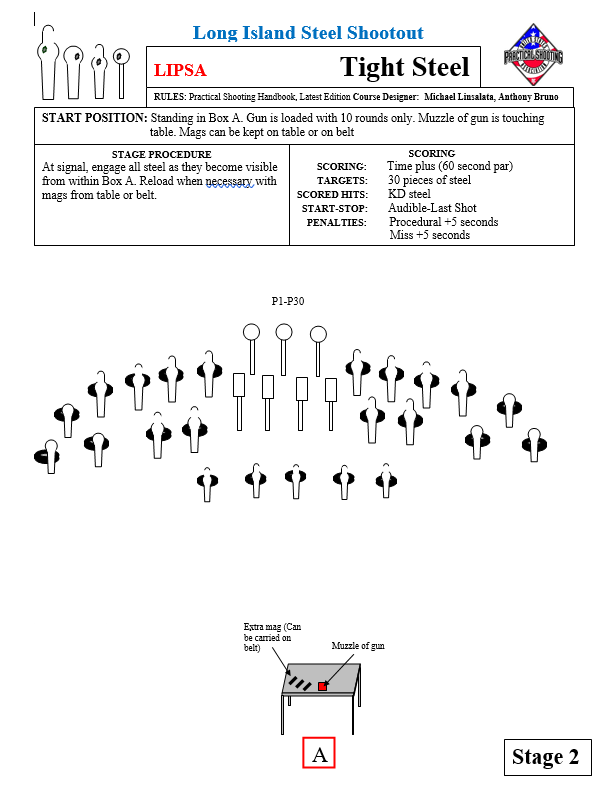 Long Island Steel Shootout
LIPSA
Tight Steel
PRACTICAL SHOOTING
RULES: Practical Shooting Handbook, Latest Edition Course Designer: Michael Linsalata, Anthony Bruno
START POSITION: Standing in Box A. Gun is loaded with 10 rounds only. Muzzle of gun is touching
table. Mags can be kept on table or on belt
STAGE PROCEDURE
At signal, engage all steel as they become visible
from within Box A. Reload when necessary with
mags from table or belt.
SCORING
SCORING: Time plus (60 second par)
TARGETS: 30 pieces of steel
SCORED HITS: KD steel
START-STOP: Audible-Last Shot
PENALTIES: Procedural +5 seconds
Miss +5 seconds
P1-P30
Extra mag (Can
be carried on
belt)
Muzzle of gun
A
Stage 2